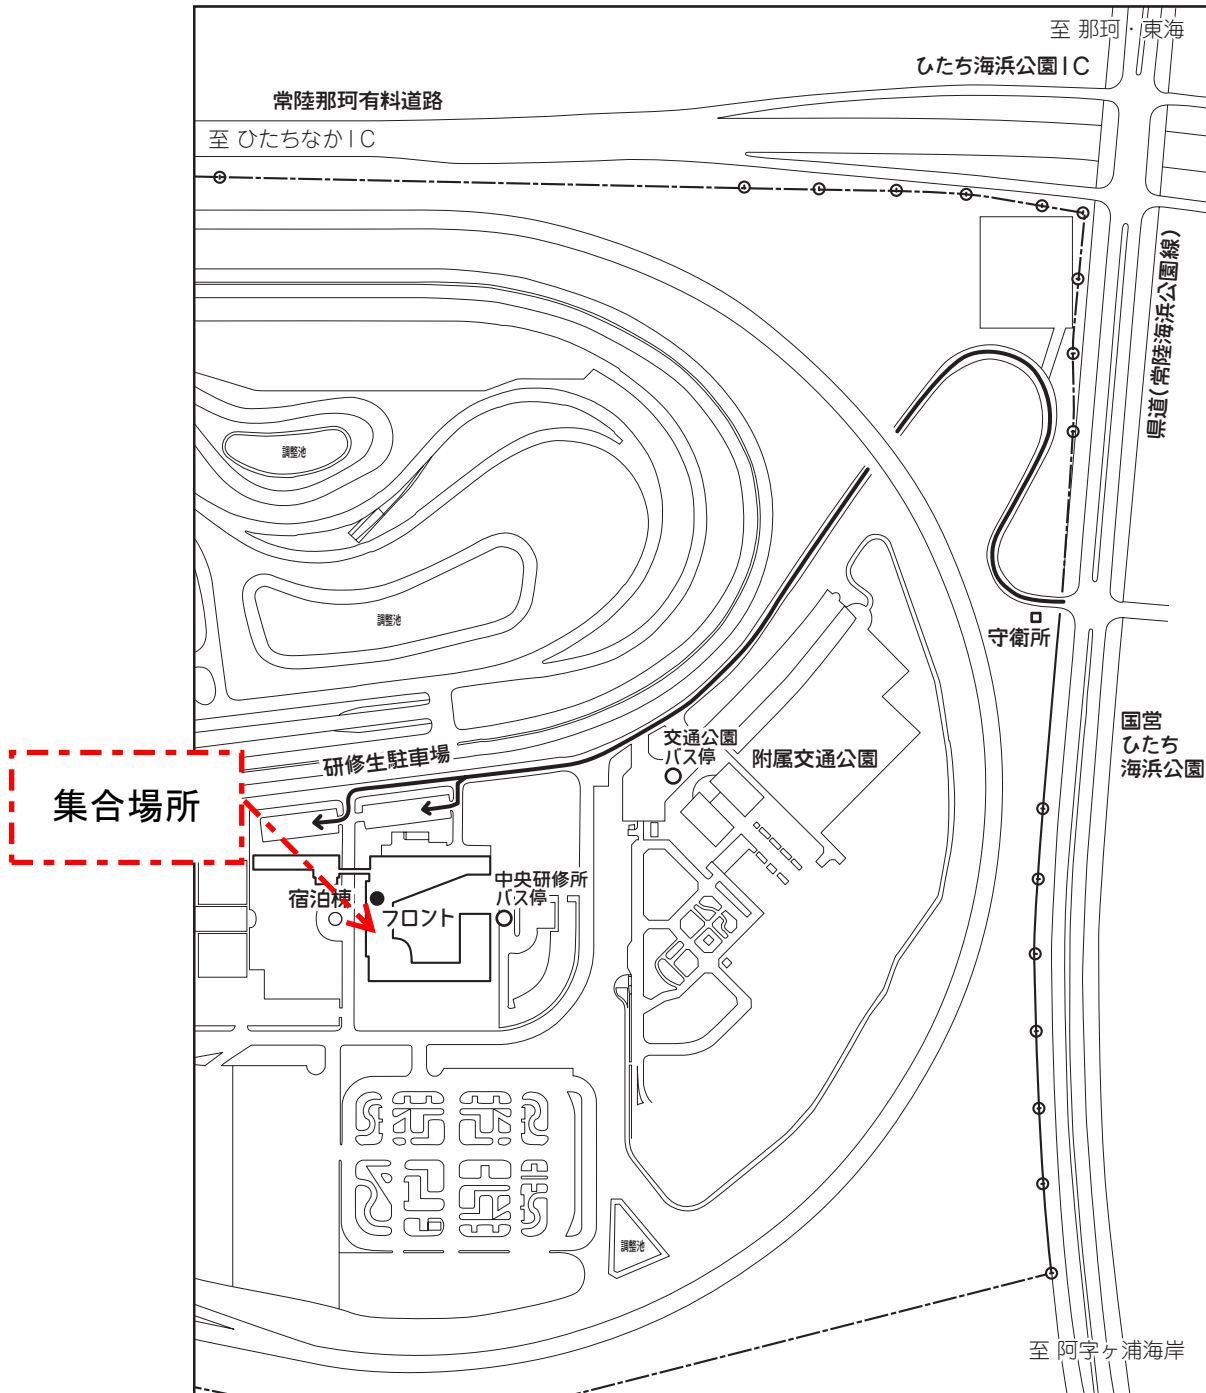 至 那珂・東海
ひたち海浜公園IC
常陸那珂有料道路
至 ひたちなかIC
県道(常陸海浜公園線)
調整池
調整池
守衛所
国営
ひたち
海浜公園
交通公園
バス停
附属交通公園
研修生駐車場
集合場所
中央研修所
バス停
宿泊棟
フロント
調整池
至 阿字ヶ浦海岸